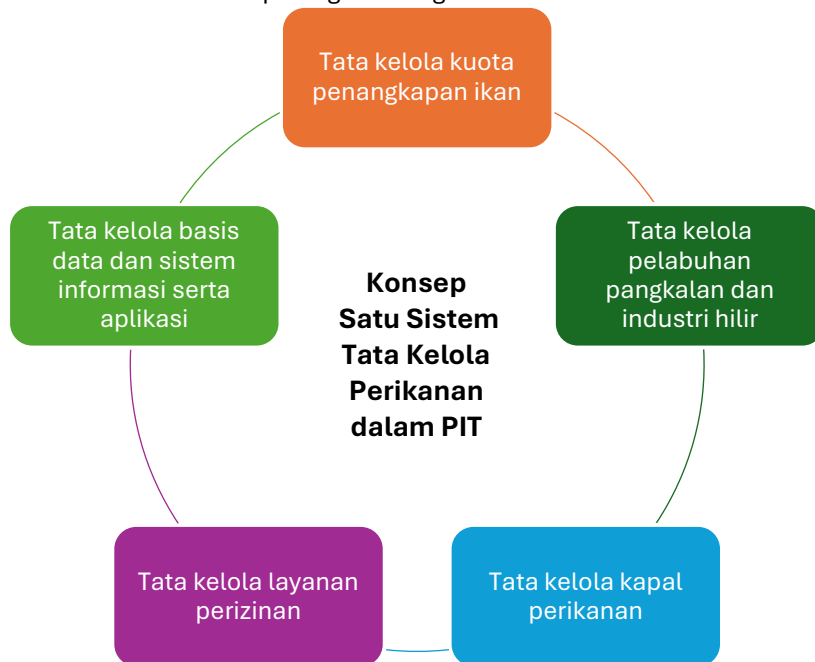 Tata kelola kuota
penangkapan ikan
Tata kelola
pelabuhan
pangkalan dan
industri hilir
Tata kelola kapal
perikanan
Tata kelola layanan
perizinan
Tata kelola basis
data dan sistem
informasi serta
aplikasi
Konsep
Satu Sistem
Tata Kelola
Perikanan
dalam PIT